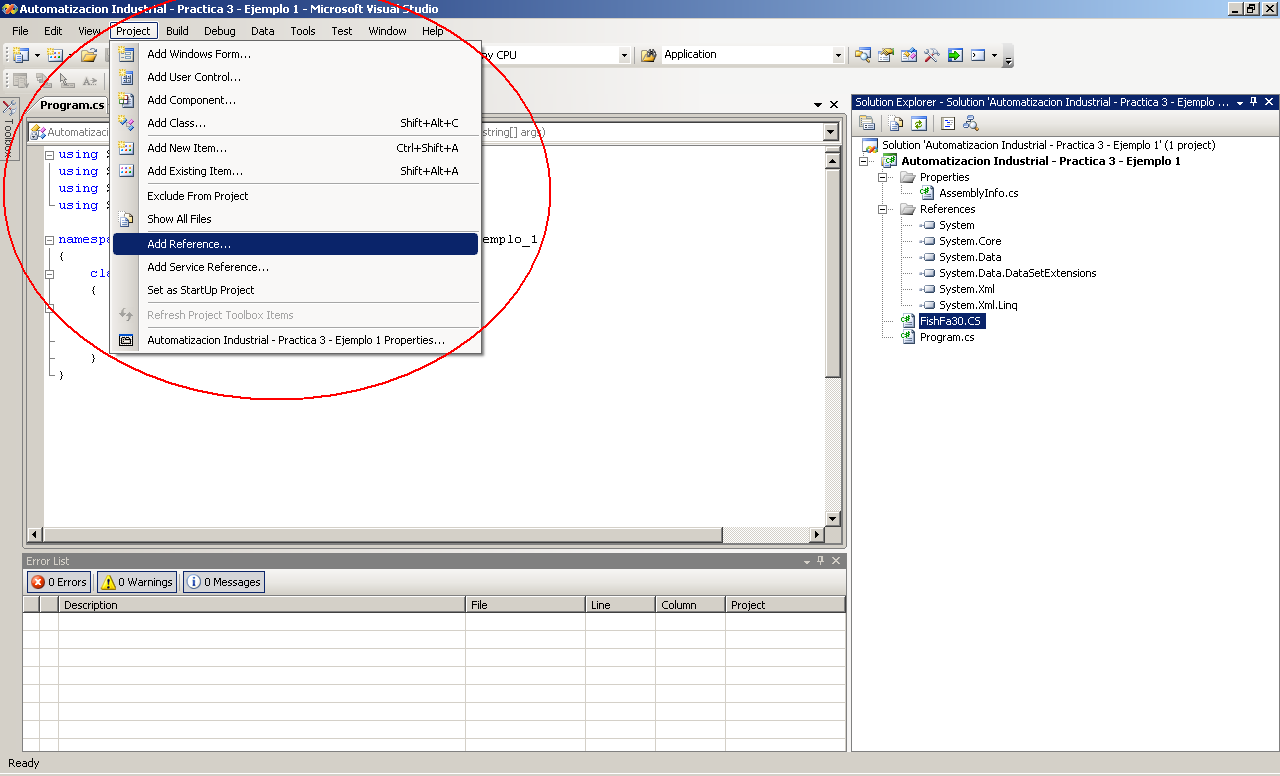 Automatizacion Industrial - Practica 3 - Ejemplo 1 - Microsoft Visual Studio
File Edit View Project Build Debug Data Tools Test Window Help
Add Windows Form...
Add User Control...
Add Component...
Add Class... Shift+Alt+C
Add New Item... Ctrl+Shift+A
Add Existing Item... Shift+Alt+A
Exclude From Project
Show All Files
Add Reference...
Add Service Reference...
Set as StartUp Project
Refresh Project Toolbox Items
Automatizacion Industrial - Practica 3 - Ejemplo 1 Properties...
CPU
Application
Toolbox
Program.cs
string[] args)
using
using
using
using
{
{
}
}
Solution Explorer - Solution 'Automatizacion Industrial - Practica 3 - Ejemplo ...
Solution 'Automatizacion Industrial - Practica 3 - Ejemplo 1' (1 project)
Automatizacion Industrial - Practica 3 - Ejemplo 1
Properties
AssemblyInfo.cs
References
System
System.Core
System.Data
System.Data.DataSetExtensions
System.Xml
System.Xml.Linq
FishFa30.CS
Program.cs
Error List
0 Errors 0 Warnings 0 Messages
Description File Line Column Project
Ready